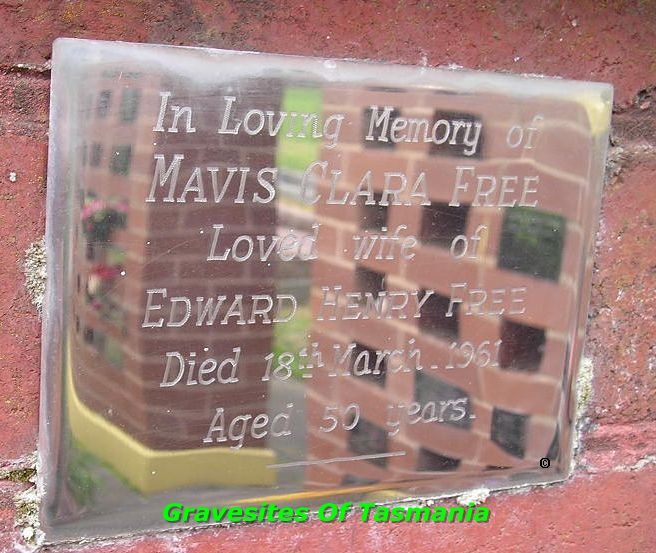 In Loving Memory of
MAVIS CLARA FREE
Loved wife of
EDWARD HENRY FREE
Died 18th March. 1961
Aged 50 years.
©
Gravesites Of Tasmania